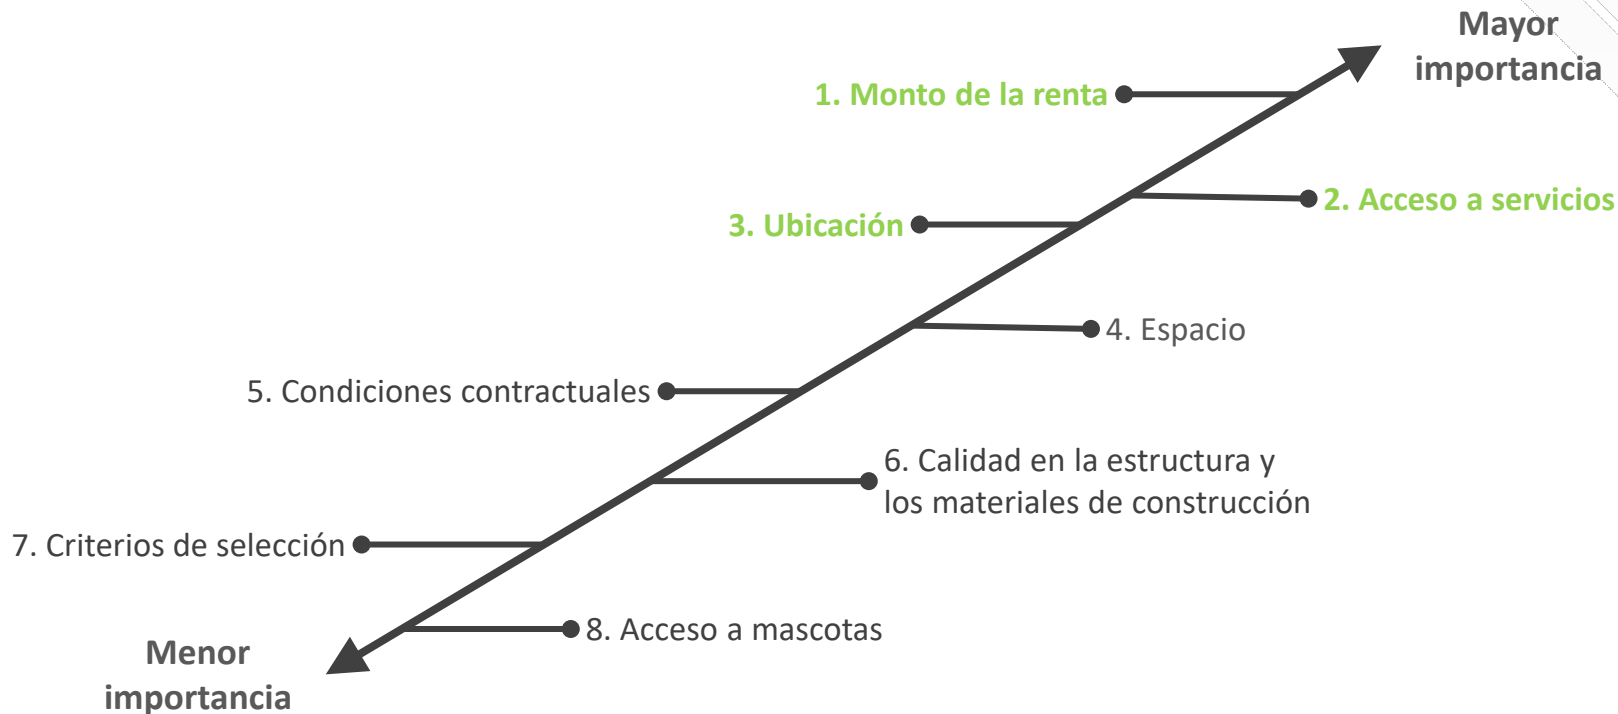 Mayor
importancia
1. Monto de la renta
2. Acceso a servicios
3. Ubicación
4. Espacio
5. Condiciones contractuales
6. Calidad en la estructura y
los materiales de construcción
7. Criterios de selección
8. Acceso a mascotas
Menor
importancia